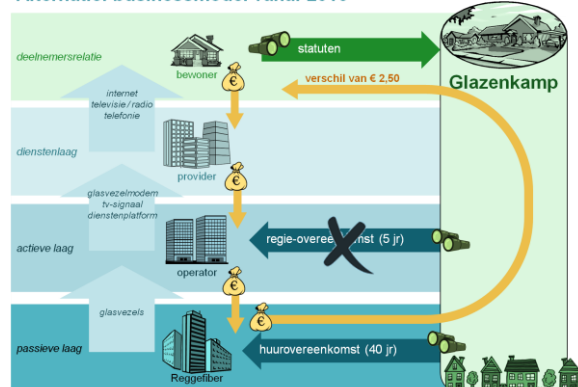 deelnemersrelatie
bewoner
statuten
verschil van € 2,50
Glazenkamp
internet
televisie / radio
telefonie
€
dienstenlaag
provider
€
glasvezelmodem
tv-signaal
dienstenplatform
actieve laag
operator
regie-overeenkomst (5 jr)
€
€
glasvezels
passieve laag
Reggefiber
huurovereenkomst (40 jr)